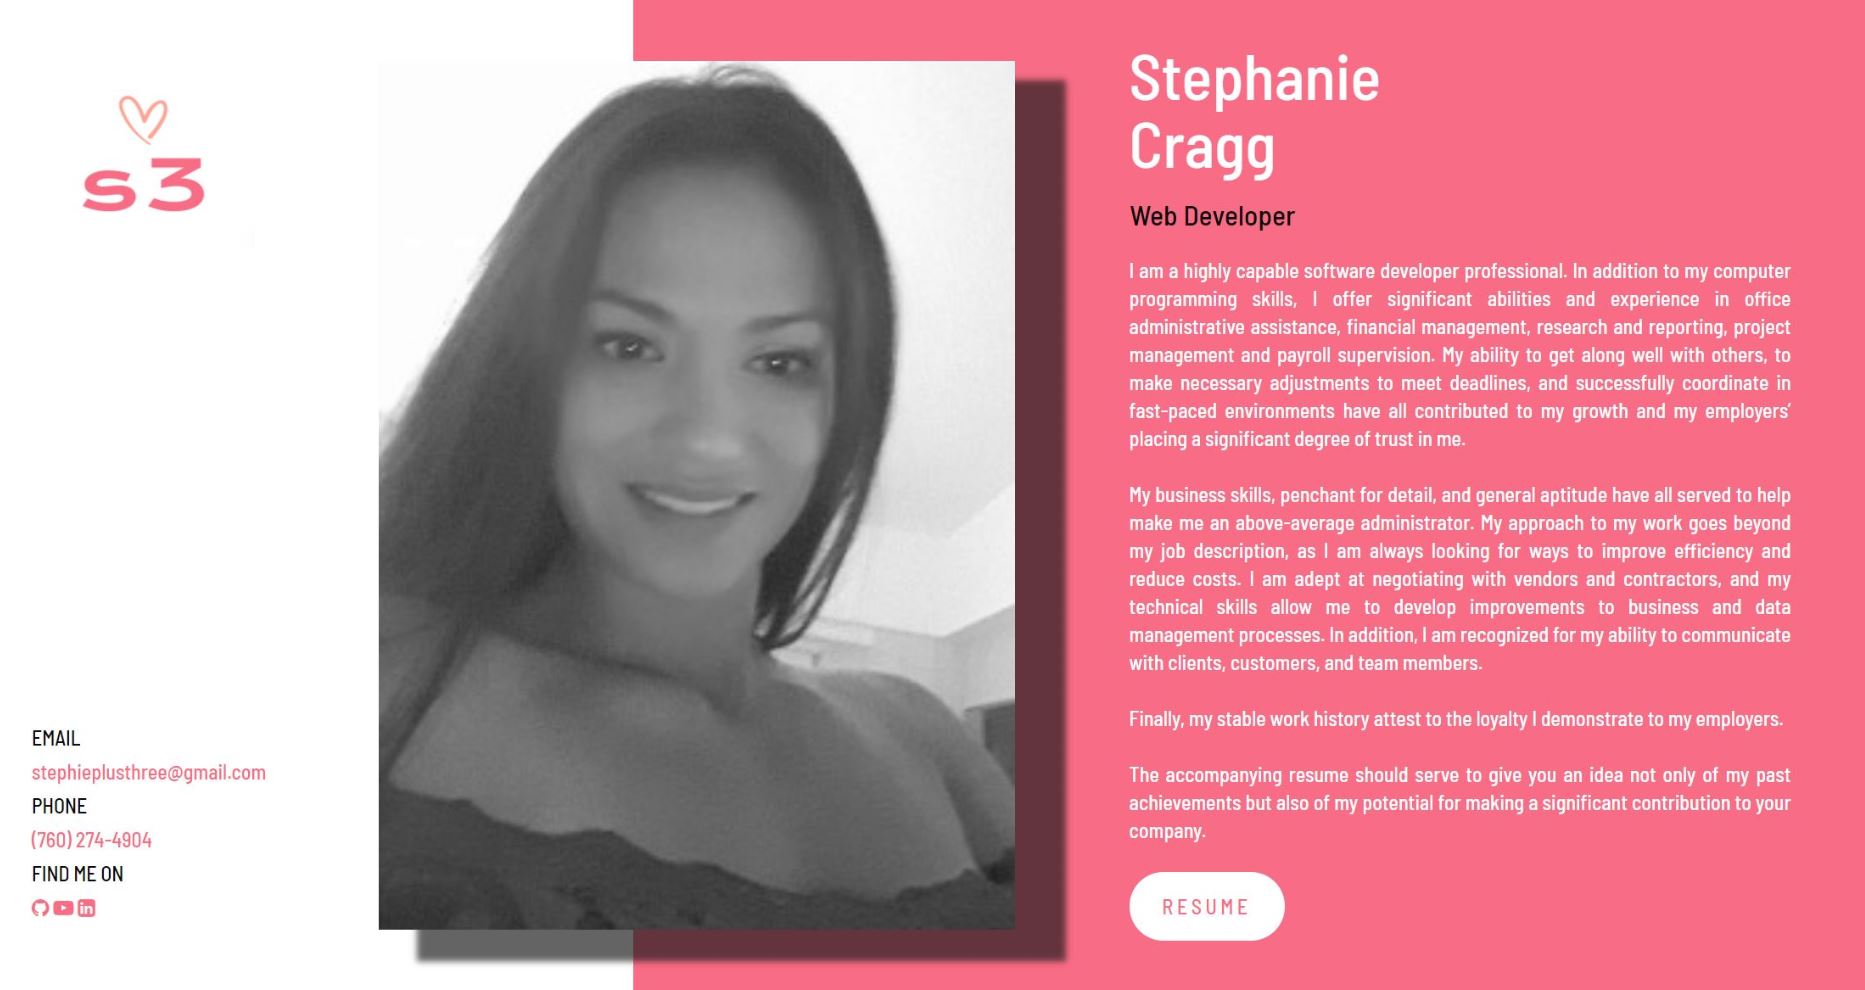 s3
EMAIL
stephieplusthree@gmail.com
PHONE
(760) 274-4904
FIND ME ON
in
Stephanie
Cragg
Web Developer
I am a highly capable software developer professional. In addition to my computer
programming skills, I offer significant abilities and experience in office
administrative assistance, financial management, research and reporting, project
management and payroll supervision. My ability to get along well with others, to
make necessary adjustments to meet deadlines, and successfully coordinate in
fast-paced environments have all contributed to my growth and my employers’
placing a significant degree of trust in me.
My business skills, penchant for detail, and general aptitude have all served to help
make me an above-average administrator. My approach to my work goes beyond
my job description, as I am always looking for ways to improve efficiency and
reduce costs. I am adept at negotiating with vendors and contractors, and my
technical skills allow me to develop improvements to business and data
management processes. In addition, I am recognized for my ability to communicate
with clients, customers, and team members.
Finally, my stable work history attest to the loyalty I demonstrate to my employers.
The accompanying resume should serve to give you an idea not only of my past
achievements but also of my potential for making a significant contribution to your
company.
RESUME